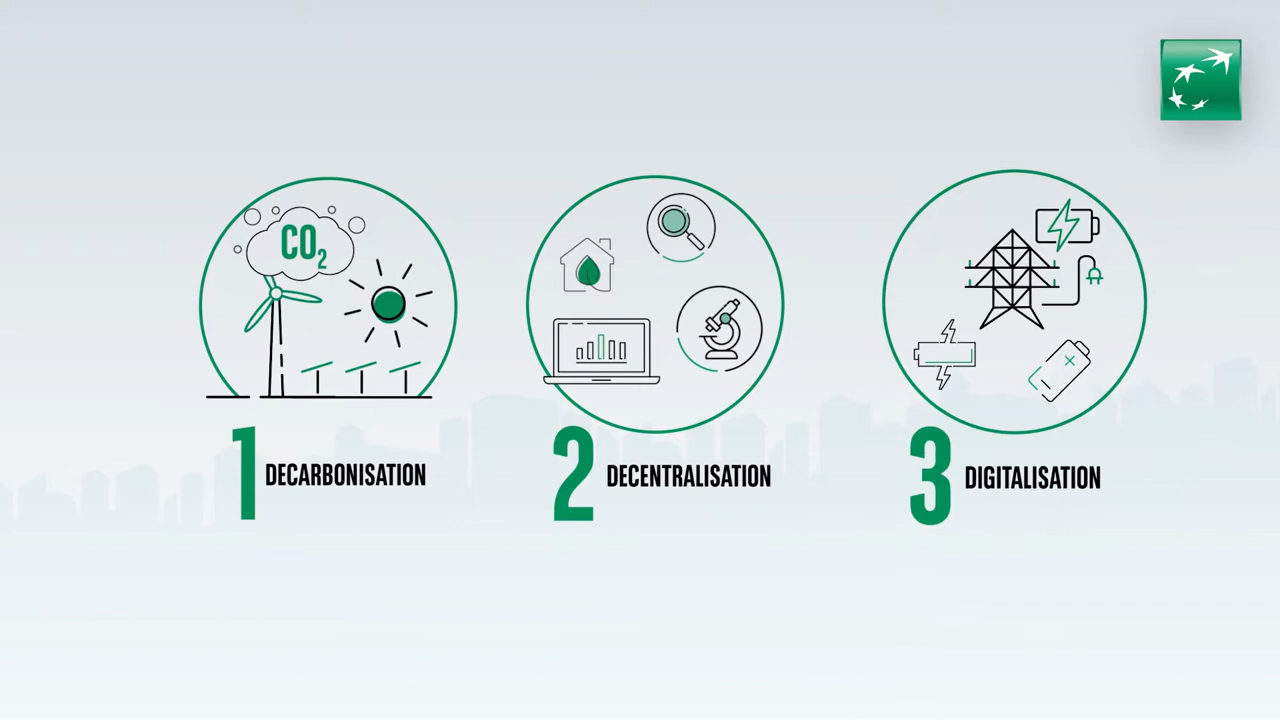 CO2
1 DECARBONISATION
2 DECENTRALISATION
3 DIGITALISATION